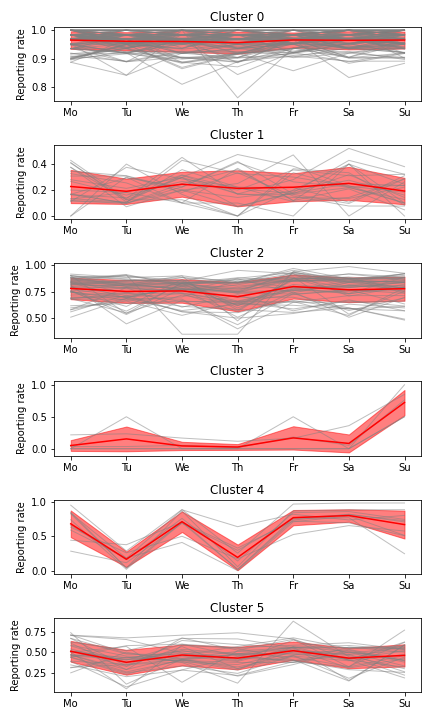 Cluster 0
Reporting rate
1.0
0.9
0.8
Mo Tu We Th Fr Sa Su
Cluster 1
Reporting rate
0.4
0.2
0.0
Mo Tu We Th Fr Sa Su
Cluster 2
Reporting rate
1.00
0.75
0.50
Mo Tu We Th Fr Sa Su
Cluster 3
Reporting rate
1.0
0.5
0.0
Mo Tu We Th Fr Sa Su
Cluster 4
Reporting rate
1.0
0.5
0.0
Mo Tu We Th Fr Sa Su
Cluster 5
Reporting rate
0.75
0.50
0.25
Mo Tu We Th Fr Sa Su